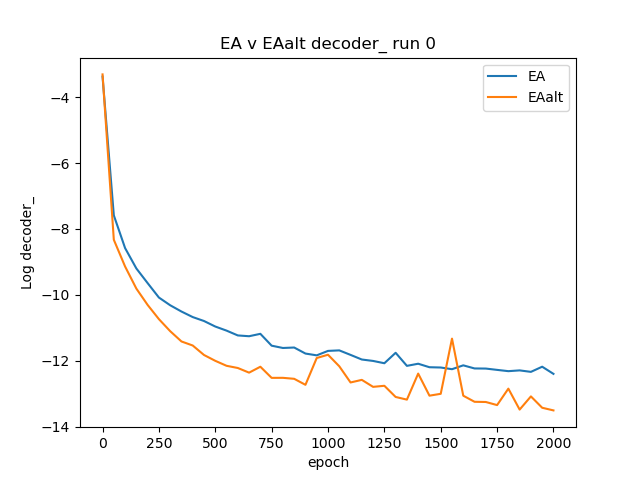 EA v EAalt decoder_ run 0
EA
EAalt
Log decoder_
−4
−6
−8
−10
−12
−14
0 250 500 750 1000 1250 1500 1750 2000
epoch